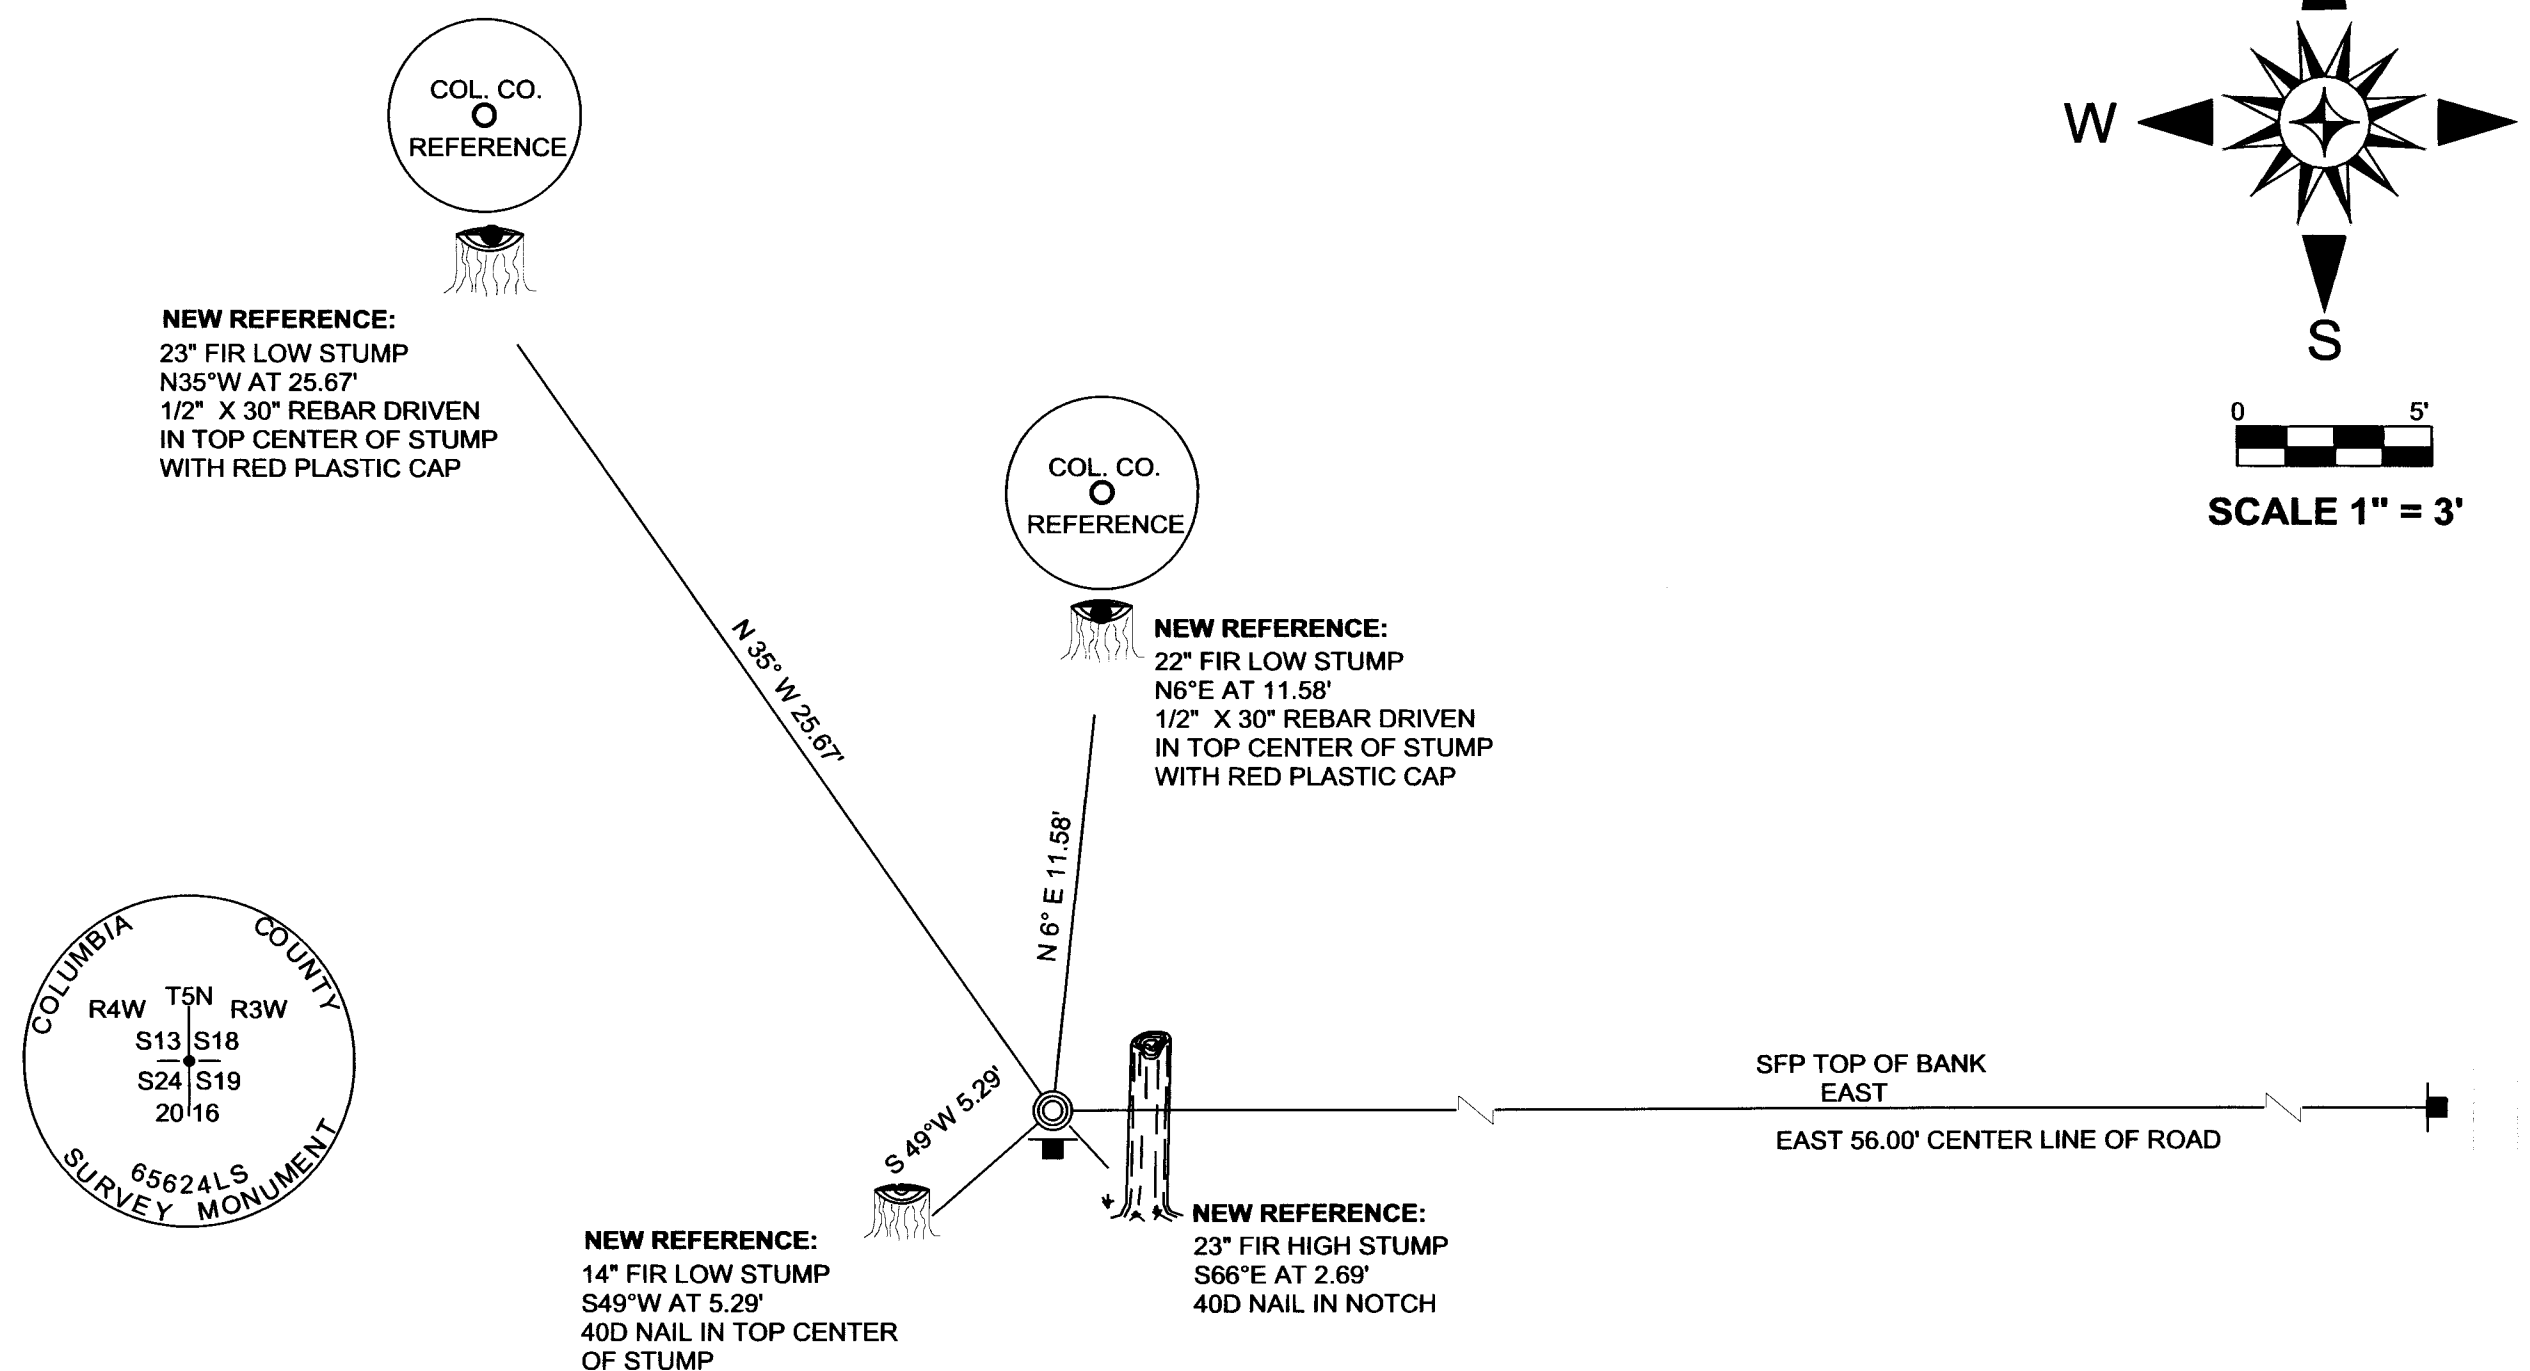 COL. CO.
REFERENCE
NEW REFERENCE:
23" FIR LOW STUMP
N35°W AT 25.67'
1/2" X 30" REBAR DRIVEN
IN TOP CENTER OF STUMP
WITH RED PLASTIC CAP
W
S
0 5'
SCALE 1" = 3'
COL. CO.
REFERENCE
NEW REFERENCE:
22" FIR LOW STUMP
N6°E AT 11.58'
1/2" X 30" REBAR DRIVEN
IN TOP CENTER OF STUMP
WITH RED PLASTIC CAP
N 35° W 25.67'
N 6° E 11.58'
COLUMBIA COUNTY
T5N
R4W R3W
S13 S18
S24 S19
2016
65624LS
SURVEY MONUMENT
S 49°W 5.29'
SFP TOP OF BANK
EAST
EAST 56.00' CENTER LINE OF ROAD
NEW REFERENCE:
14" FIR LOW STUMP
S49°W AT 5.29'
40D NAIL IN TOP CENTER
OF STUMP
NEW REFERENCE:
23" FIR HIGH STUMP
S66°E AT 2.69'
40D NAIL IN NOTCH